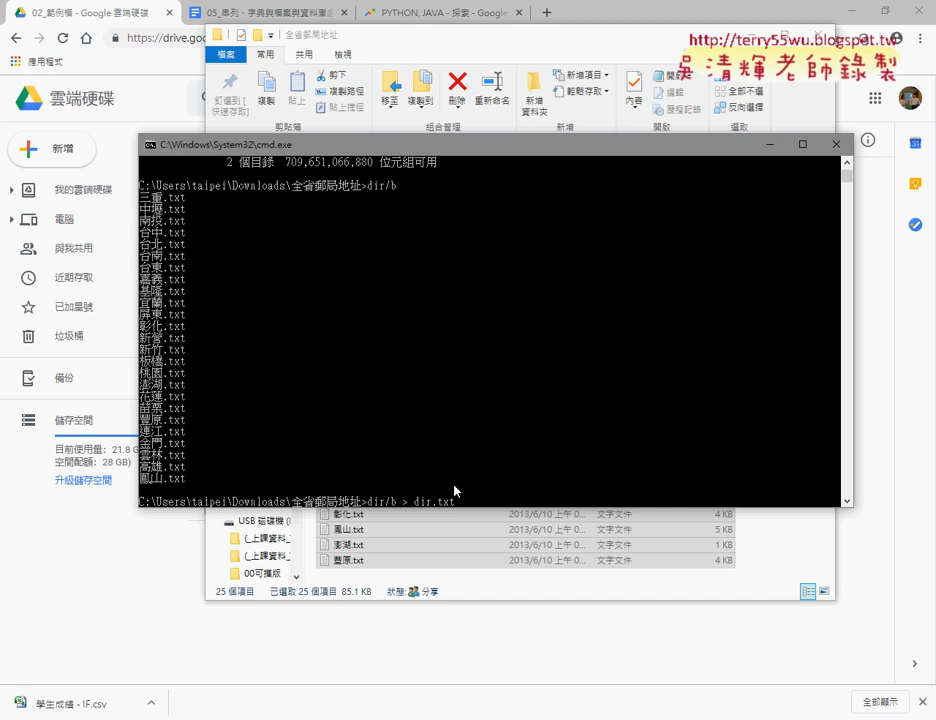 02_範例檔 - Google 雲端硬碟
05_串列、字典與檔案與資料庫處
PYTHON, JAVA - 探索 - Google
https://drive.goo
應用程式
全省郵局地址
http://terry55wu.blogspot.tw
吳清輝老師錄製
檔案
常用
共用
檢視
釘選到 [
快速存取]
複製
貼上
剪下
複製路徑
貼上捷徑
剪貼簿
移至
複製到
刪除
重新命名
組合管理
新增
資料夾
新增項目
輕鬆存取
新增
內容
編輯
歷程記錄
開啟
全部不選
反向選擇
選取
雲端硬碟
新增
我的雲端硬碟
電腦
與我共用
近期存取
已加星號
垃圾桶
備份
儲存空間
目前使用量: 21.8 G
空間配額: 28 GB)
升級儲存空間
C:\Windows\System32\cmd.exe
2 個目錄 709,651,066,880 位元組可用
C:\Users\taipei\Downloads\全省郵局地址>dir/b
三重.txt
中壢.txt
南投.txt
台中.txt
台北.txt
台南.txt
台東.txt
嘉義.txt
基隆.txt
宜蘭.txt
屏東.txt
彰化.txt
新營.txt
新竹.txt
板橋.txt
桃園.txt
澎湖.txt
花蓮.txt
苗栗.txt
豐原.txt
連江.txt
金門.txt
雲林.txt
高雄.txt
鳳山.txt
C:\Users\taipei\Downloads\全省郵局地址>dir/b > dir.txt
USB 磁碟機 (
(_上課資料_
(_上課資料_
00可攜版
彰化.txt 2013/6/10 上午 0... 文字文件 4 KB
鳳山.txt 2013/6/10 上午 0... 文字文件 5 KB
澎湖.txt 2013/6/10 上午 0... 文字文件 1 KB
豐原.txt 2013/6/10 上午 0... 文字文件 4 KB
25 個項目 已選取 25 個項目 85.1 KB 狀態: 分享
學生成績 - IF.csv
全部顯示